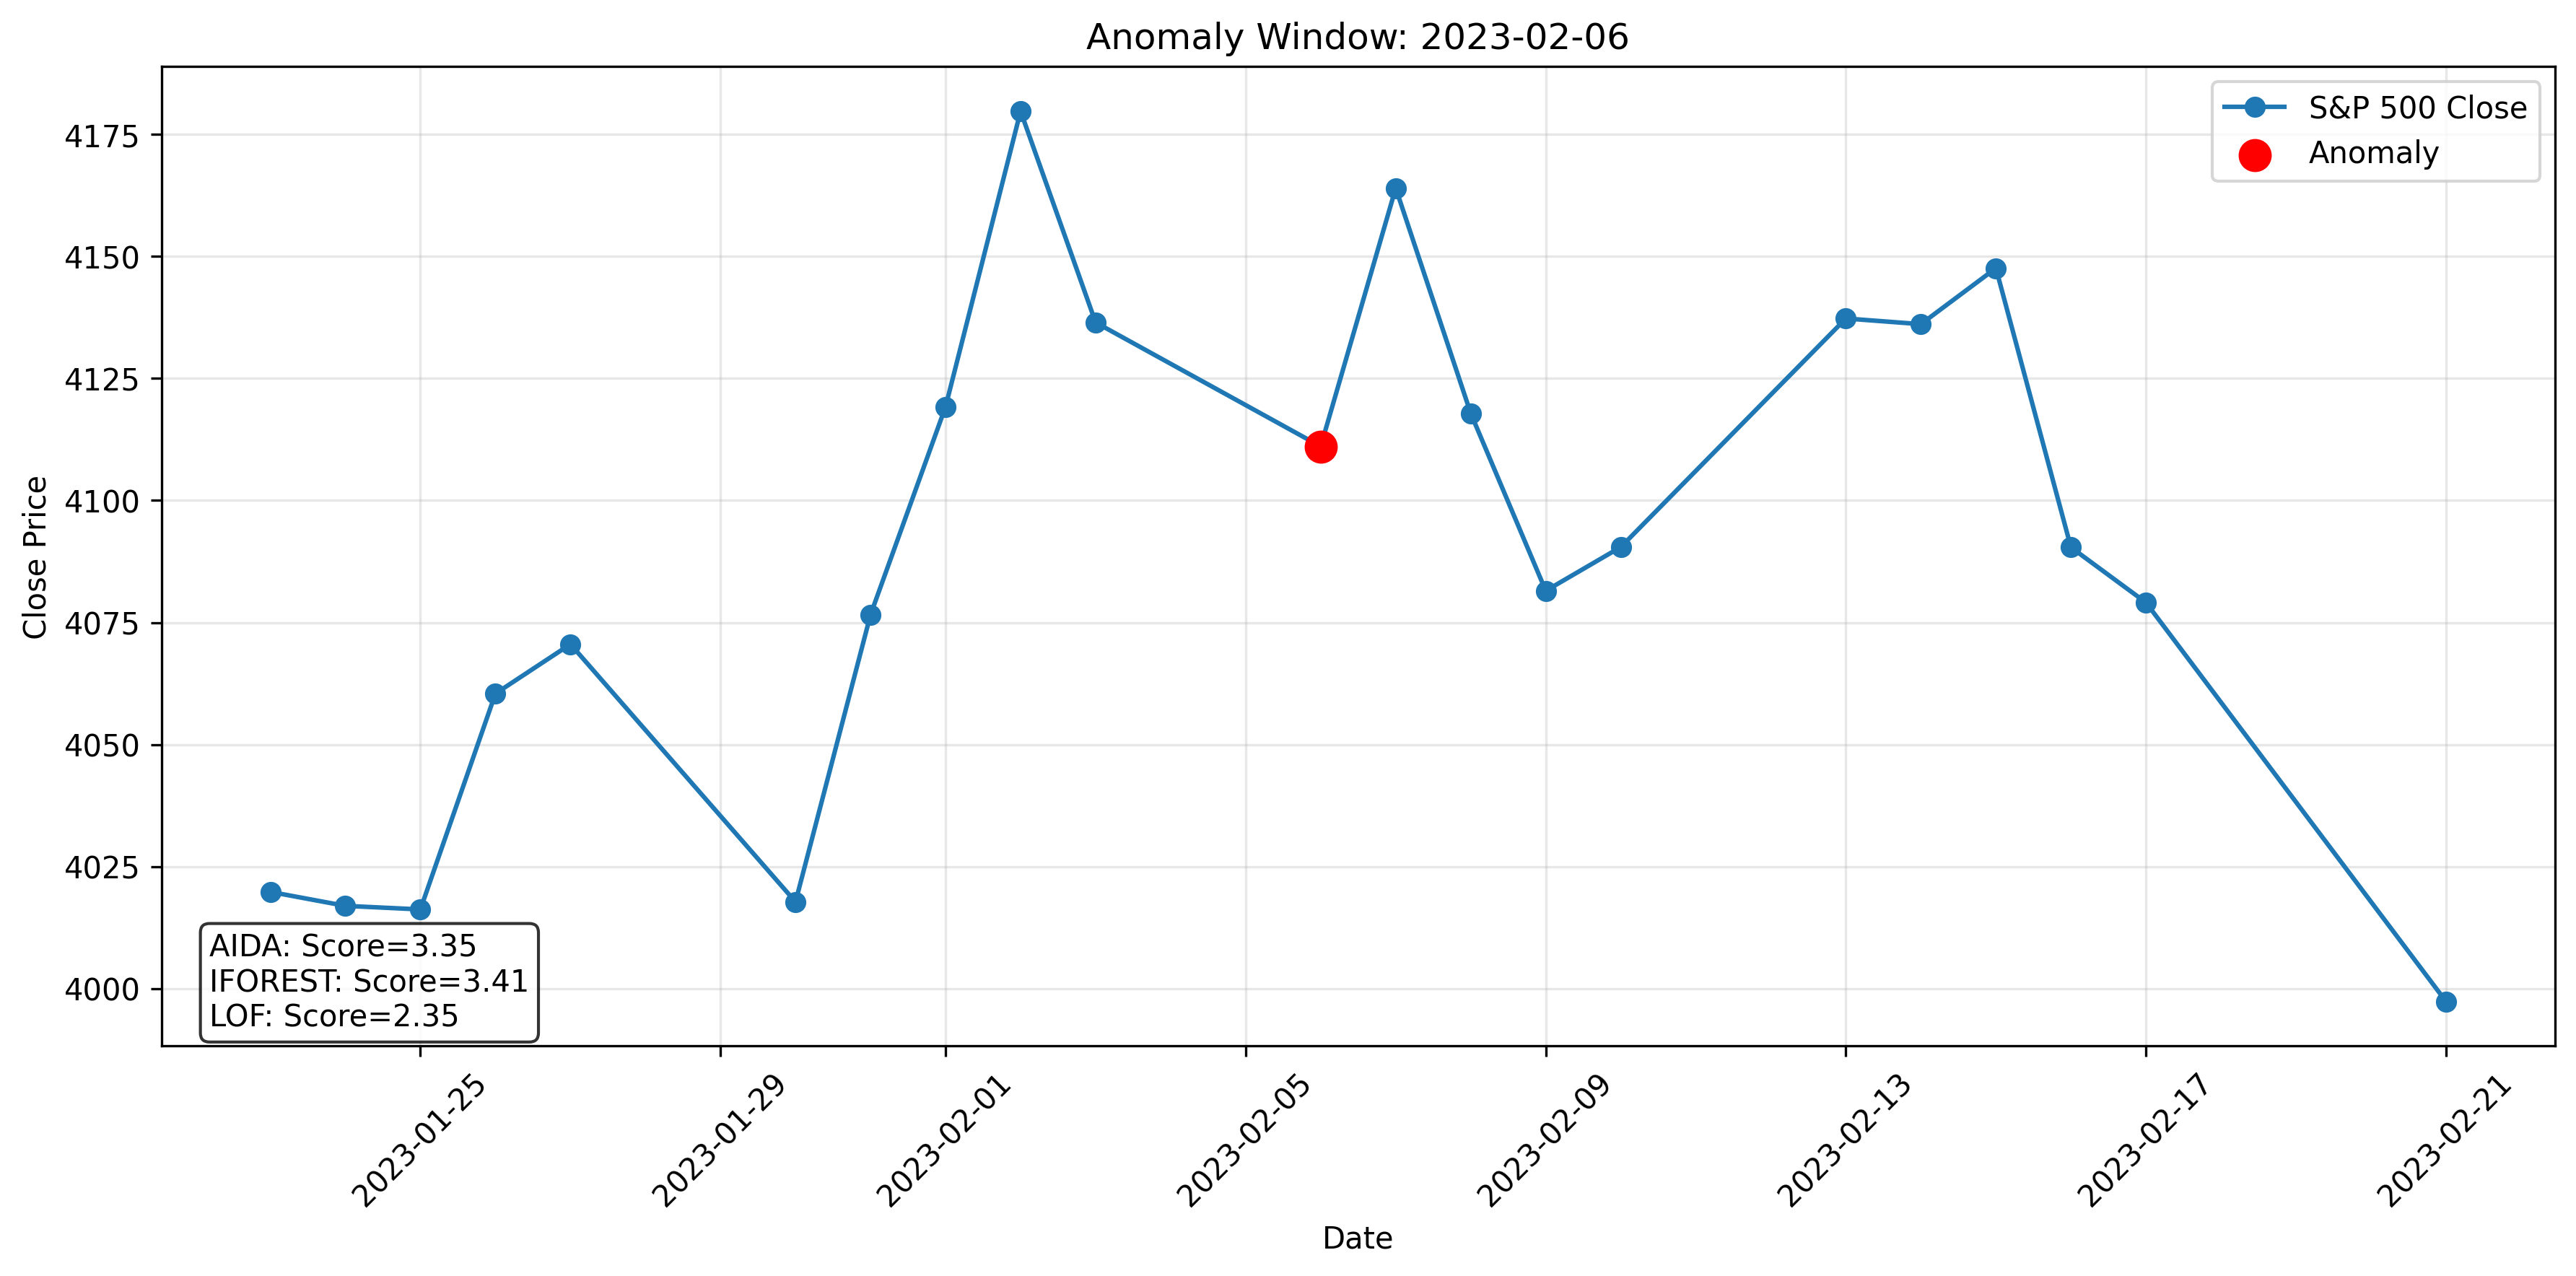 Anomaly Window: 2023-02-06
S&P 500 Close
Anomaly
4175
4150
4125
4100
4075
4050
4025
4000
Close Price
AIDA: Score=3.35
IFOREST: Score=3.41
LOF: Score=2.35
2023-01-25
2023-01-29
2023-02-01
2023-02-05
2023-02-09
2023-02-13
2023-02-17
2023-02-21
Date